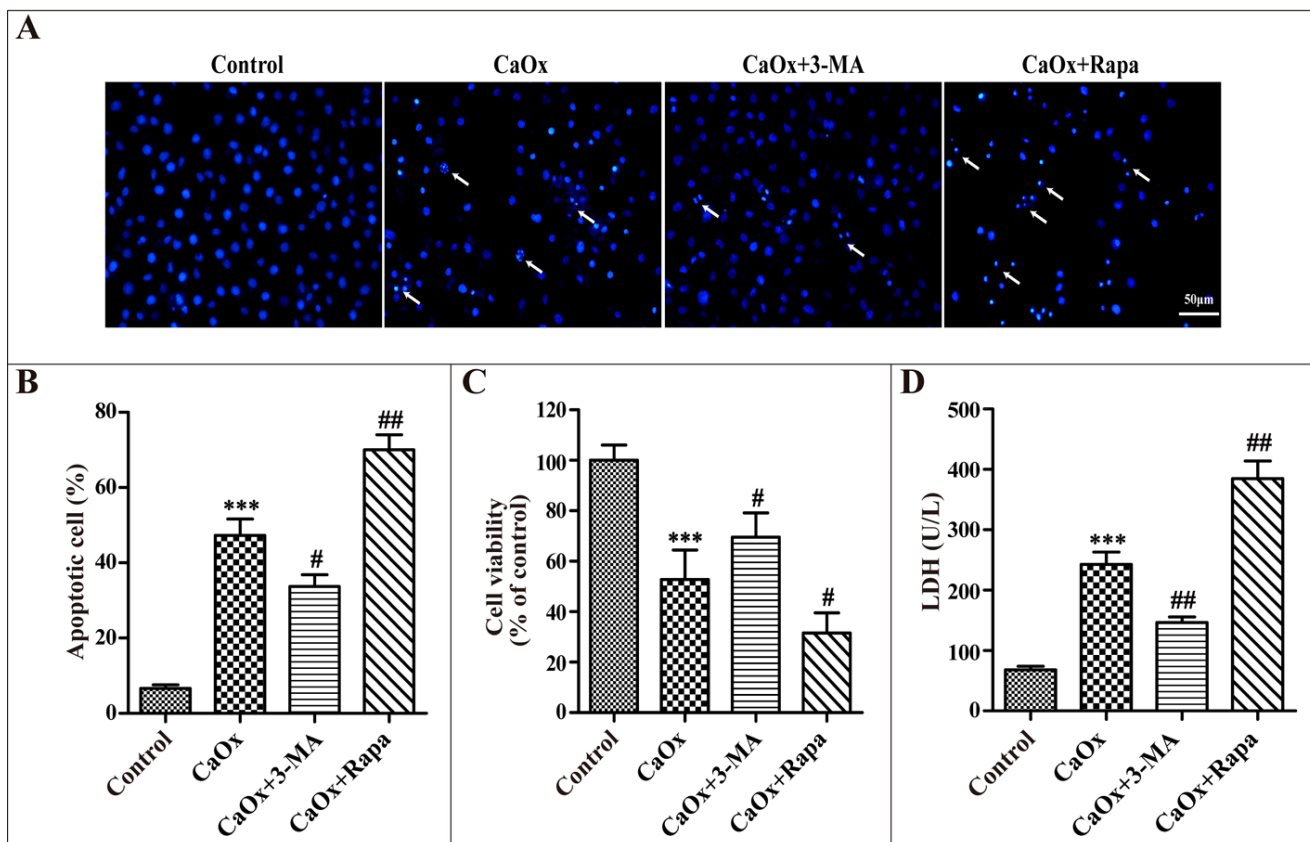 A
Control
CaOx
CaOx+3-MA
CaOx+Rapa
50μm
B
Apoptotic cell (%)
80
60
40
20
0
***
#
##
Control
CaOx
CaOx+3-MA
CaOx+Rapa
C
Cell viability
(% of control)
120
100
80
60
40
20
0
***
#
#
Control
CaOx
CaOx+3-MA
CaOx+Rapa
D
LDH (U/L)
500
400
300
200
100
0
***
##
##
Control
CaOx
CaOx+3-MA
CaOx+Rapa